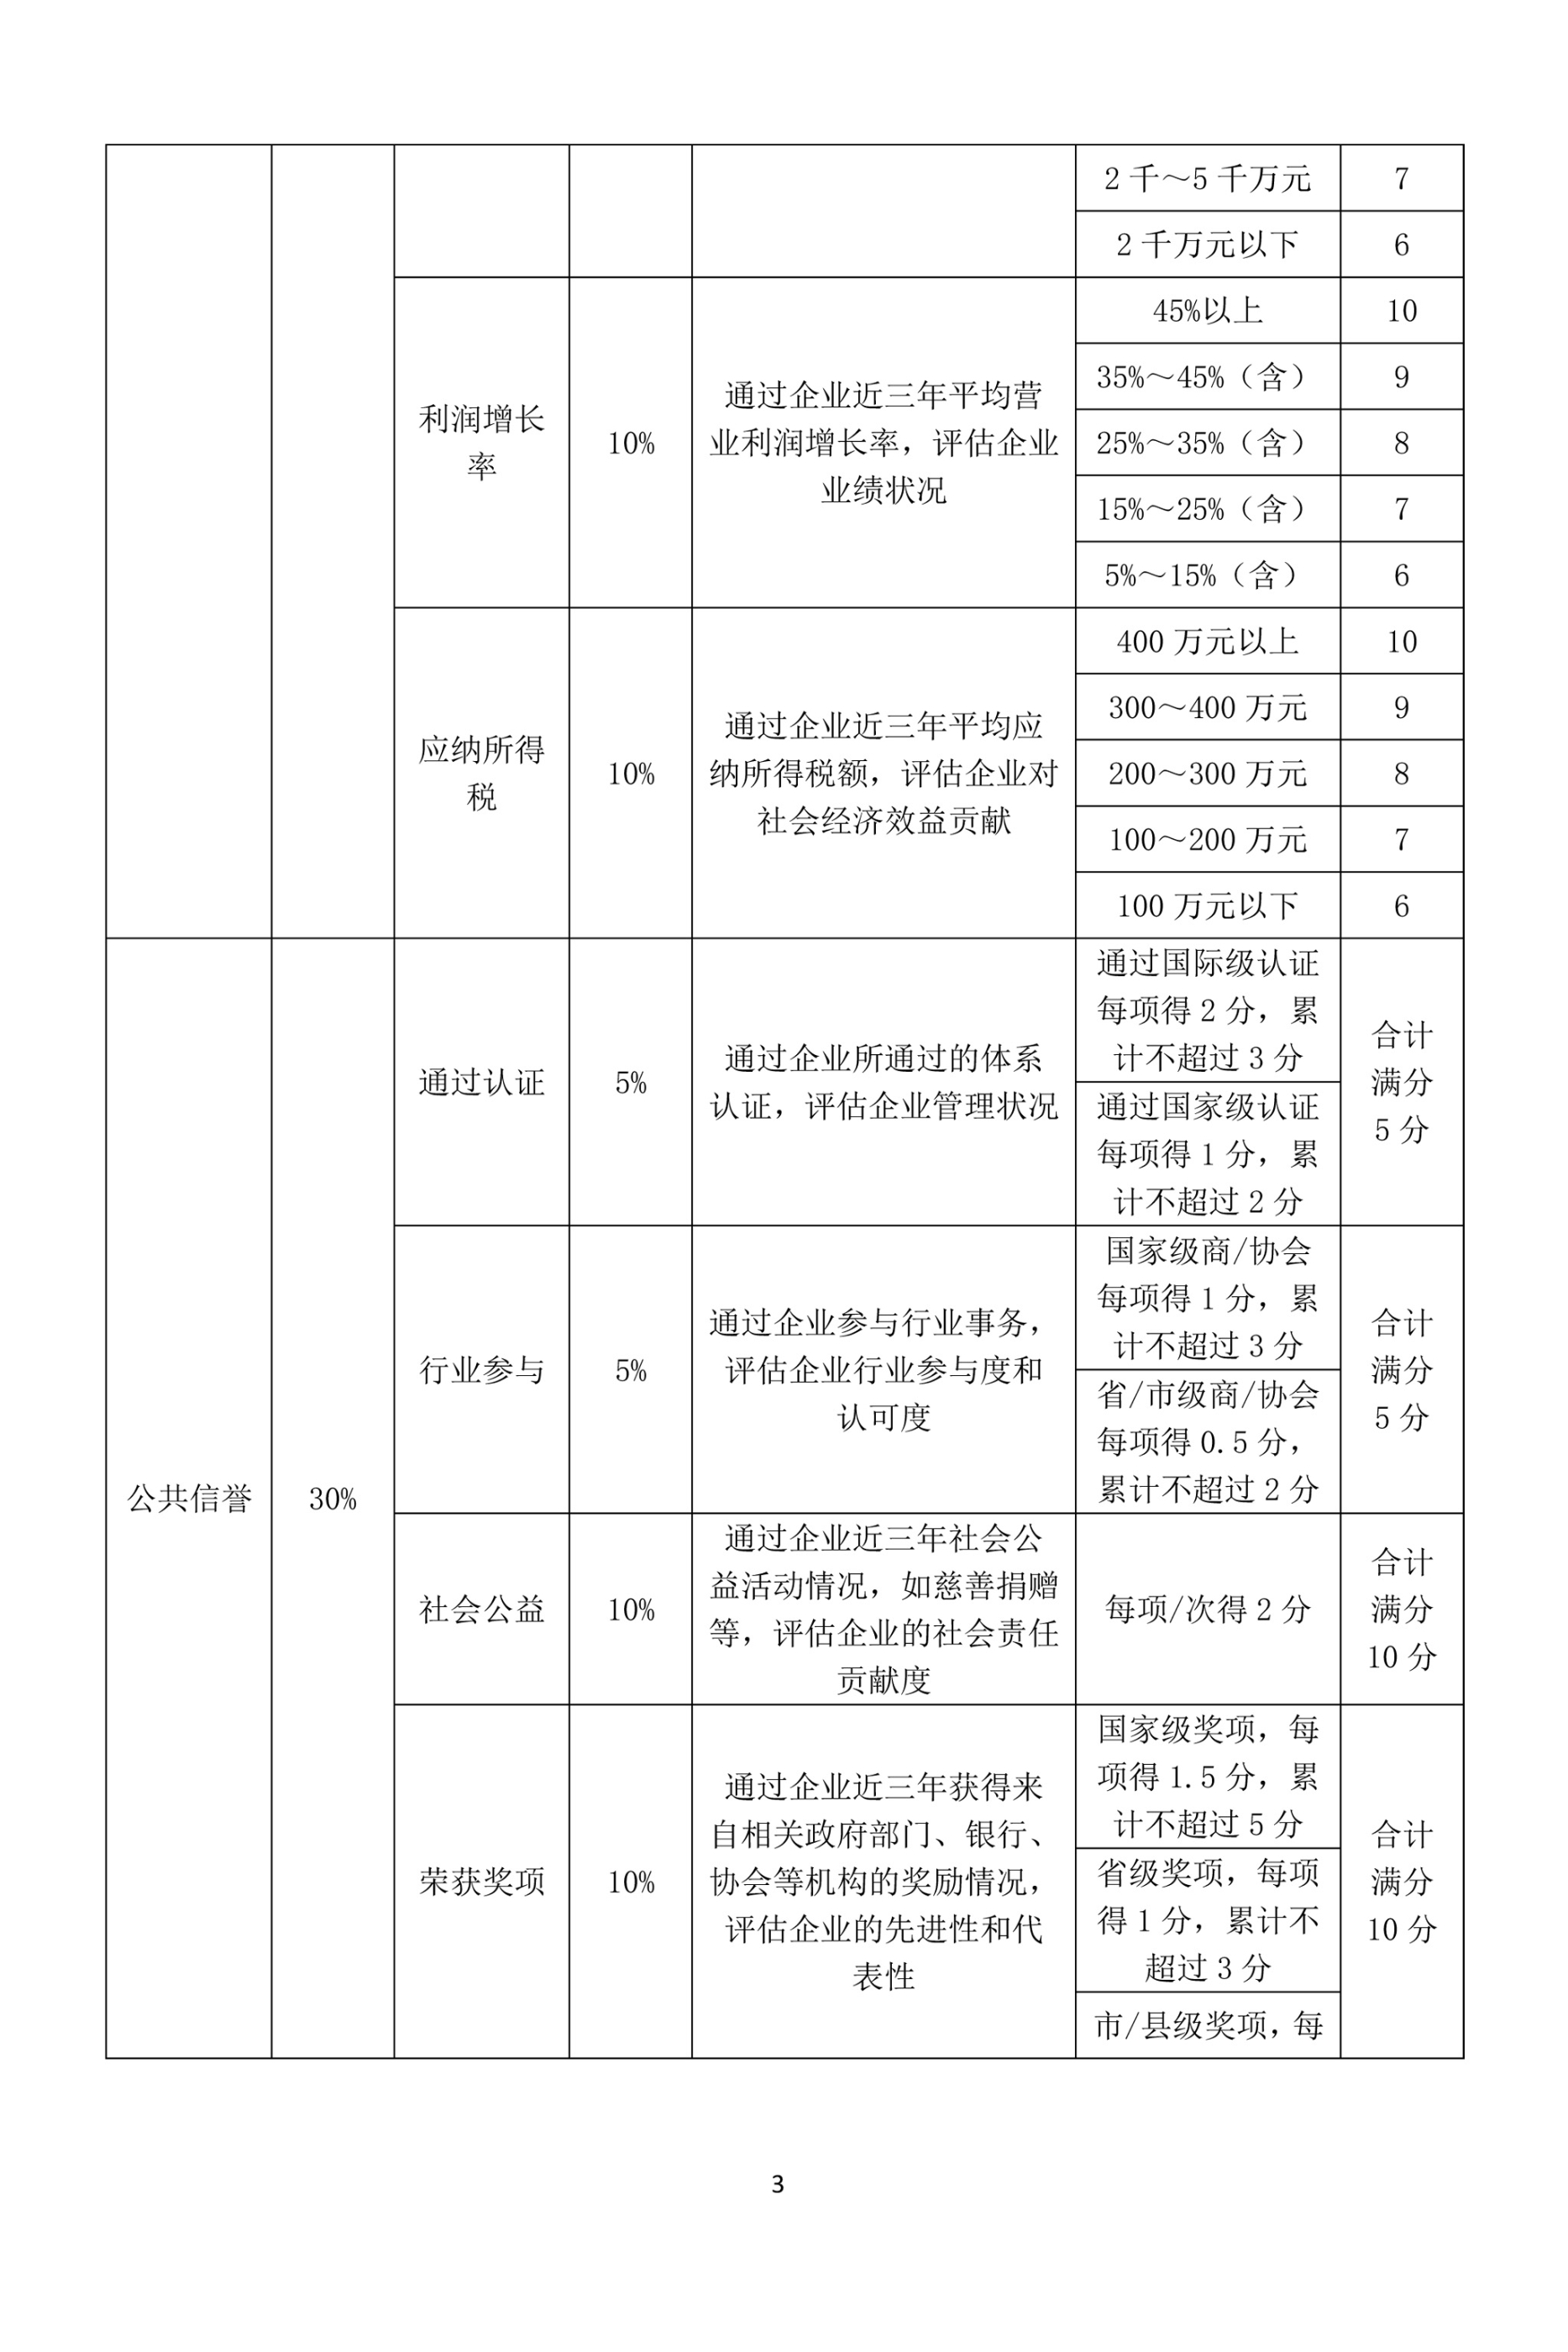 2 千～5 千万元
7
2 千万元以下
6
利润增长
率
10%
通过企业近三年平均营
业利润增长率，评估企业
业绩状况
45%以上
10
35%～45%（含）
9
25%～35%（含）
8
15%～25%（含）
7
5%～15%（含）
6
应纳所得
税
10%
通过企业近三年平均应
纳所得税额，评估企业对
社会经济效益贡献
400 万元以上
10
300～400 万元
9
200～300 万元
8
100～200 万元
7
100 万元以下
6
公共信誉
30%
通过认证
5%
通过企业所通过的体系
认证，评估企业管理状况
通过国际级认证
每项得 2 分，累
计不超过 3 分
通过国家级认证
每项得 1 分，累
计不超过 2 分
合计
满分
5 分
行业参与
5%
通过企业参与行业事务，
评估企业行业参与度和
认可度
国家级商/协会
每项得 1 分，累
计不超过 3 分
省/市级商/协会
每项得 0.5 分，
累计不超过 2 分
合计
满分
5 分
社会公益
10%
通过企业近三年社会公
益活动情况，如慈善捐赠
等，评估企业的社会责任
贡献度
每项/次得 2 分
合计
满分
10 分
荣获奖项
10%
通过企业近三年获得来
自相关政府部门、银行、
协会等机构的奖励情况，
评估企业的先进性和代
表性
国家级奖项，每
项得 1.5 分，累
计不超过 5 分
省级奖项，每项
得 1 分，累计不
超过 3 分
市/县级奖项，每
合计
满分
10 分
3